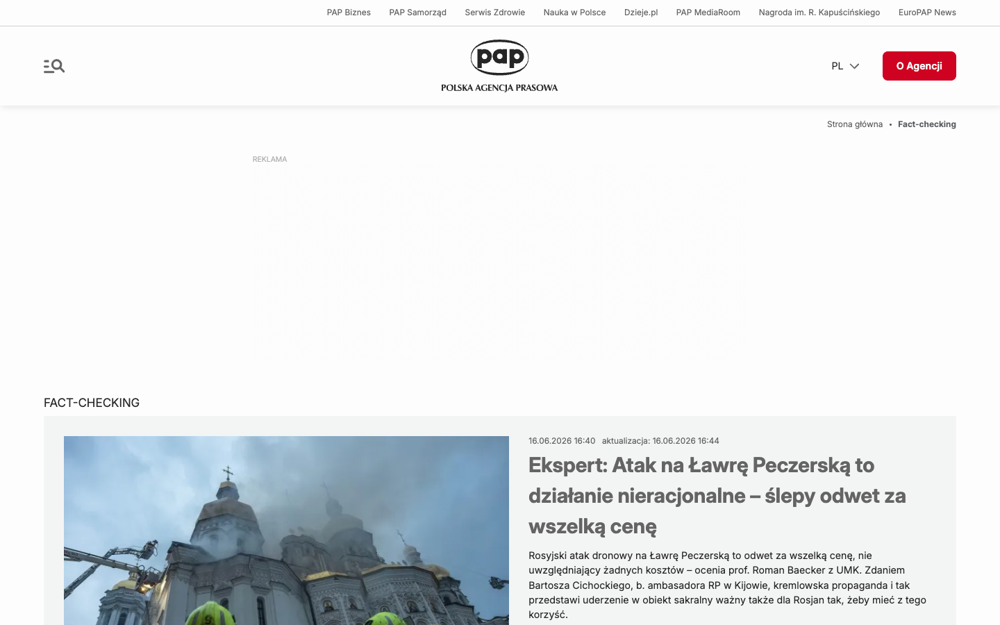 PAP Biznes PAP Samorząd Serwis Zdrowie Nauka w Polsce Dzieje.pl PAP MediaRoom Nagroda im. R. Kapuścińskiego EuroPAP News
pap
POLSKA AGENCJA PRASOWA
PL
O Agencji
Strona główna • Fact-checking
REKLAMA
FACT-CHECKING
16.06.2026 16:40 aktualizacja: 16.06.2026 16:44
Ekspert: Atak na Ławrę Peczerską to
działanie nieracjonalne – ślepy odwet za
wszelką cenę
Rosyjski atak dronowy na Ławrę Peczerską to odwet za wszelką cenę, nie
uwzględniający żadnych kosztów – ocenia prof. Roman Baecker z UMK. Zdaniem
Bartosza Cichockiego, b. ambasadora RP w Kijowie, kremlowska propaganda i tak
przedstawi uderzenie w obiekt sakralny ważny także dla Rosjan tak, żeby mieć z tego
korzyść.